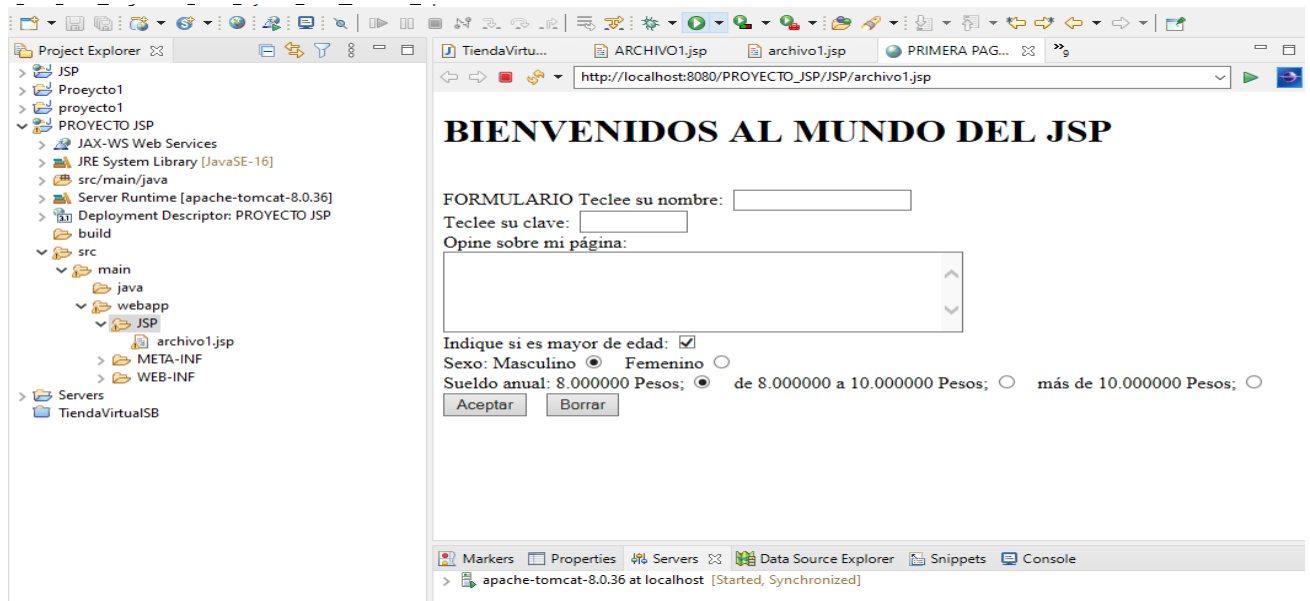 Project Explorer
JSP
Proeycto1
proyecto1
PROYECTO JSP
JAX-WS Web Services
JRE System Library [JavaSE-16]
src/main/java
Server Runtime [apache-tomcat-8.0.36]
Deployment Descriptor: PROYECTO JSP
build
src
main
java
webapp
JSP
archivo1.jsp
META-INF
WEB-INF
Servers
TiendaVirtualSB
TiendaVirtu... ARCHIVO1.jsp archivo1.jsp PRIMERA PAG... »9
http://localhost:8080/PROYECTO_JSP/JSP/archivo1.jsp
BIENVENIDOS AL MUNDO DEL JSP
FORMULARIO Teclee su nombre:
Teclee su clave:
Opine sobre mi página:
Indique si es mayor de edad:
Sexo: Masculino Femenino
Sueldo anual: 8.000000 Pesos; de 8.000000 a 10.000000 Pesos; más de 10.000000 Pesos;
Aceptar Borrar
Markers Properties Servers Data Source Explorer Snippets Console
apache-tomcat-8.0.36 at localhost [Started, Synchronized]